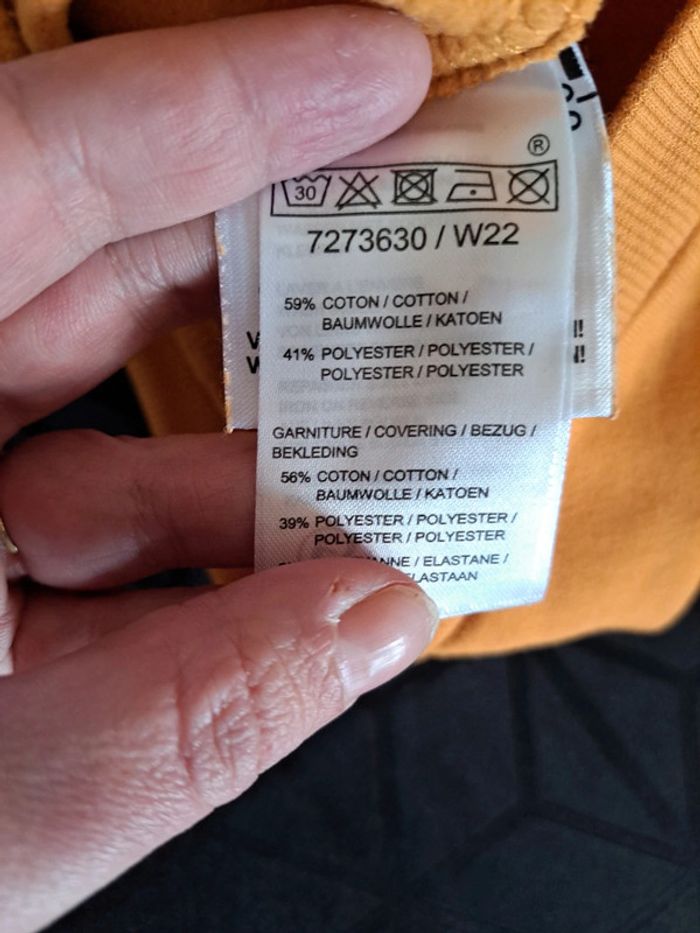 ®
30
7273630 / W22
59% COTON / COTTON /
BAUMWOLLE / KATOEN
41% POLYESTER / POLYESTER /
POLYESTER / POLYESTER
GARNITURE / COVERING / BEZUG /
BEKLEDING
56% COTON / COTTON /
BAUMWOLLE / KATOEN
39% POLYESTER / POLYESTER /
POLYESTER / POLYESTER
/ ELASTANE /